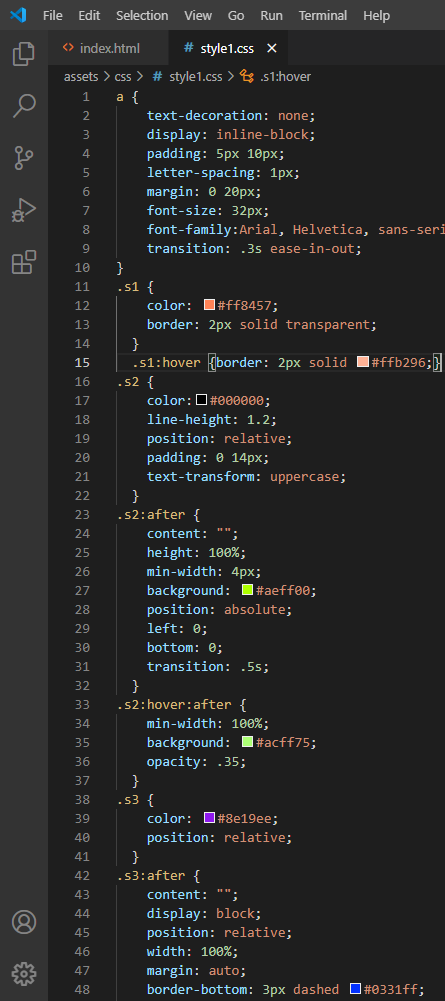 File Edit Selection View Go Run Terminal Help
<> index.html # style1.css ×
assets > css > # style1.css > .s1:hover
1 a {
2 text-decoration: none;
3 display: inline-block;
4 padding: 5px 10px;
5 letter-spacing: 1px;
6 margin: 0 20px;
7 font-size: 32px;
8 font-family:Arial, Helvetica, sans-seri
9 transition: .3s ease-in-out;
10 }
11 .s1 {
12 color: #ff8457;
13 border: 2px solid transparent;
14 }
15 .s1:hover {border: 2px solid #ffb296;}
16 .s2 {
17 color: #000000;
18 line-height: 1.2;
19 position: relative;
20 padding: 0 14px;
21 text-transform: uppercase;
22 }
23 .s2:after {
24 content: "";
25 height: 100%;
26 min-width: 4px;
27 background: #aeff00;
28 position: absolute;
29 left: 0;
30 bottom: 0;
31 transition: .5s;
32 }
33 .s2:hover:after {
34 min-width: 100%;
35 background: #acff75;
36 opacity: .35;
37 }
38 .s3 {
39 color: #8e19ee;
40 position: relative;
41 }
42 .s3:after {
43 content: "";
44 display: block;
45 position: relative;
46 width: 100%;
47 margin: auto;
48 border-bottom: 3px dashed #0331ff;